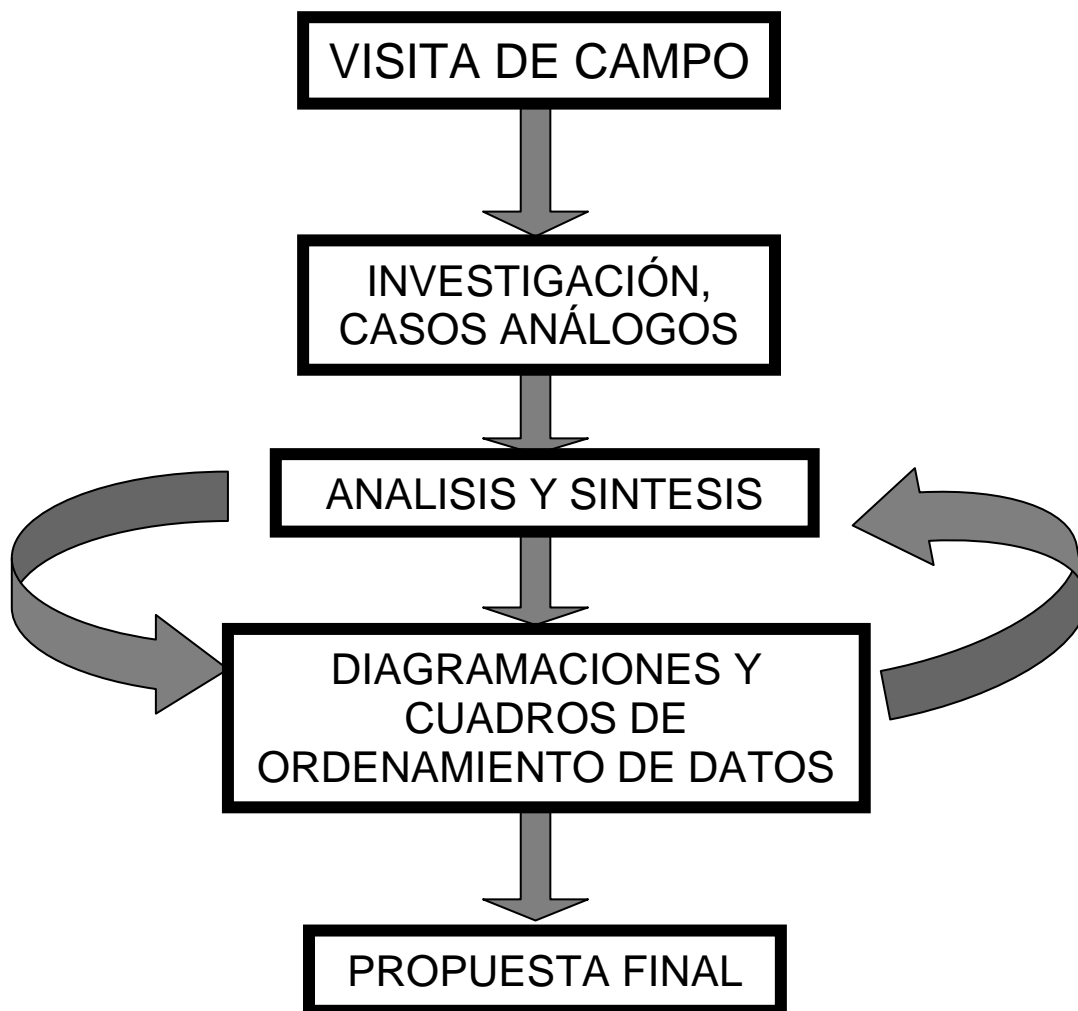 VISITA DE CAMPO
INVESTIGACIÓN,
CASOS ANÁLOGOS
ANALISIS Y SINTESIS
DIAGRAMACIONES Y
CUADROS DE
ORDENAMIENTO DE DATOS
PROPUESTA FINAL